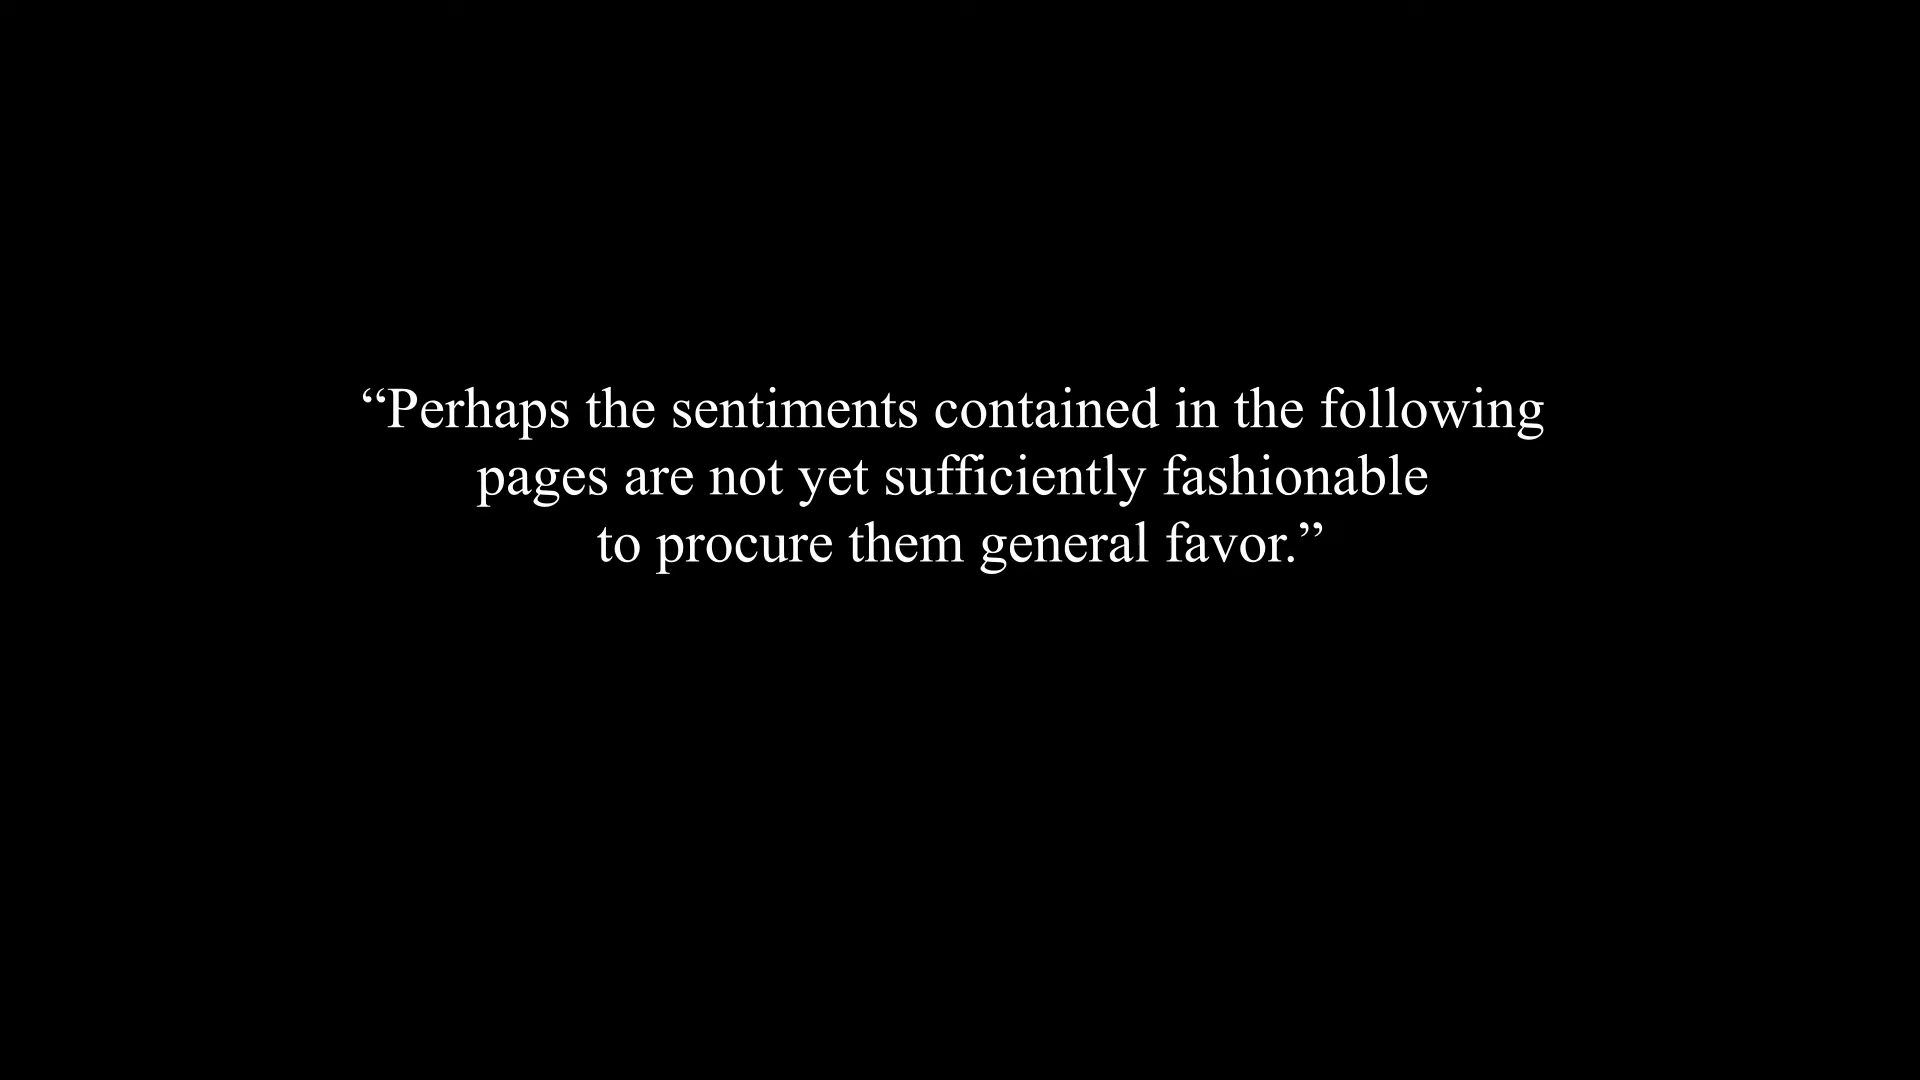 “Perhaps the sentiments contained in the following
pages are not yet sufficiently fashionable
to procure them general favor.”